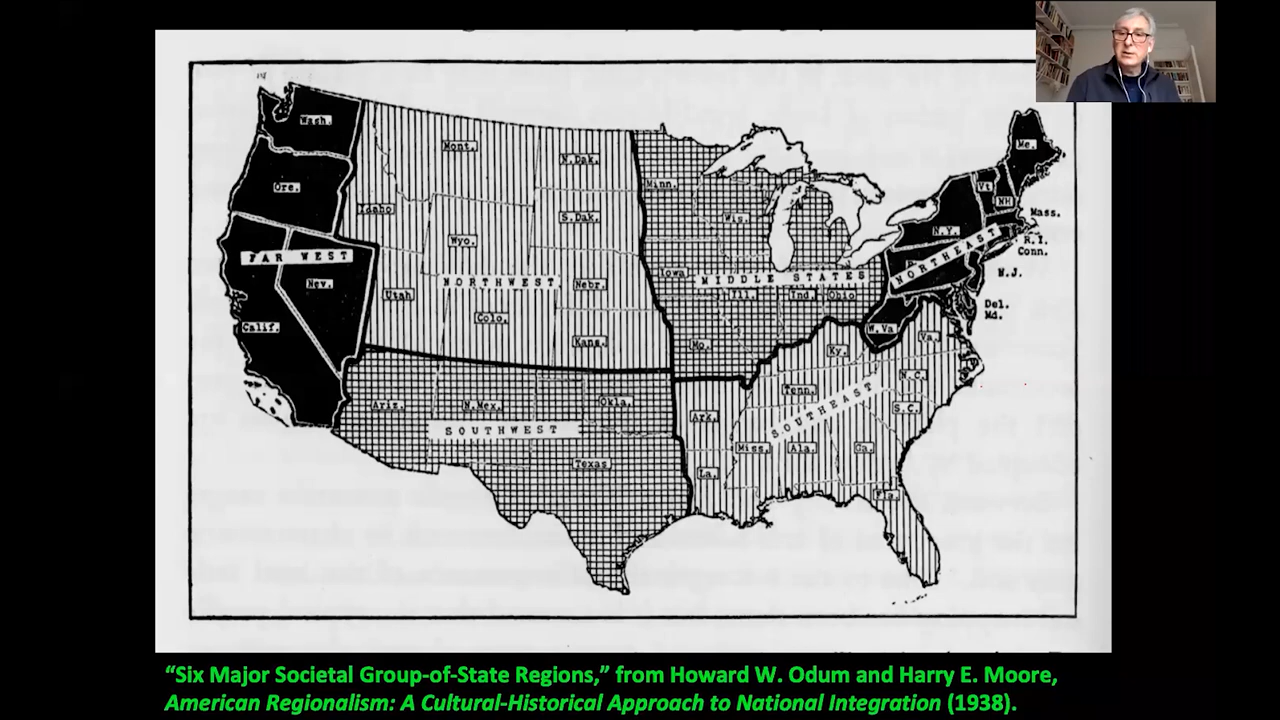 Wash.
Me.
Mont.
N.Dak.
Vt
Minn.
Ore.
NH
Idaho
Mass.
S.Dak.
Wis.
N.Y.
Wyo.
R.I.
Conn.
FAR WEST
NORTHEAST
Iowa
N.J.
MIDDLE STATES
Nev.
NORTHWEST
Nebr.
Utah
Ill.
Ind.
Ohio
Del.
Md.
Colo.
Calif.
W.Va
Va.
Kans.
Mo.
Ky.
N.C.
Tenn.
Ariz.
N.Mex.
Okla.
S.C.
SOUTHEAST
Ark.
SOUTHWEST
Miss.
Ala.
Ga.
Texas
La.
Fla.
“Six Major Societal Group-of-State Regions,” from Howard W. Odum and Harry E. Moore,
American Regionalism: A Cultural-Historical Approach to National Integration (1938).